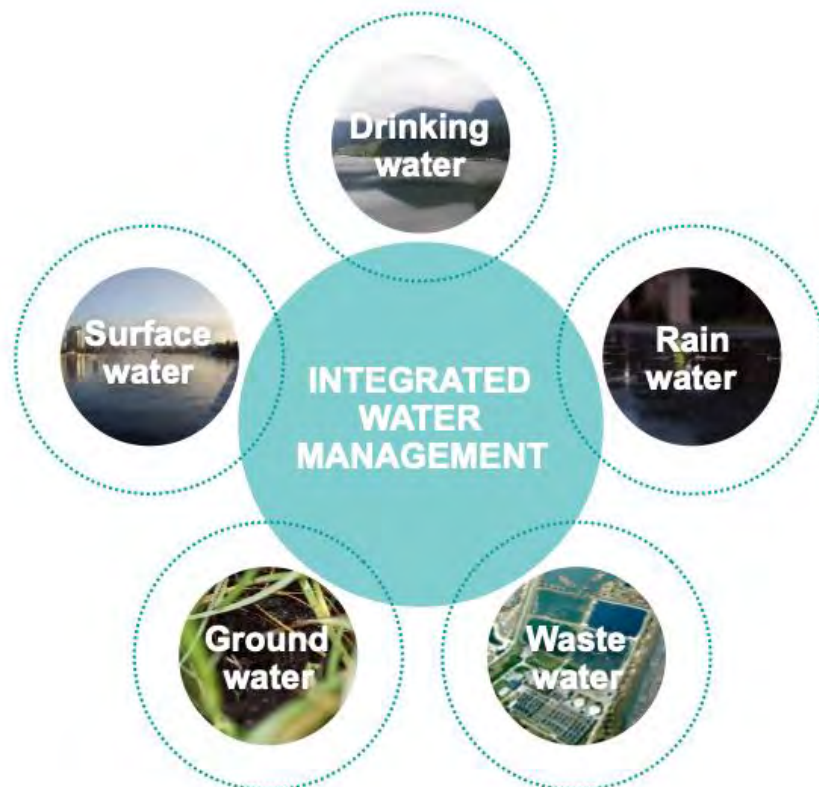 Drinking
water
Surface
water
Rain
water
INTEGRATED
WATER
MANAGEMENT
Ground
water
Waste
water